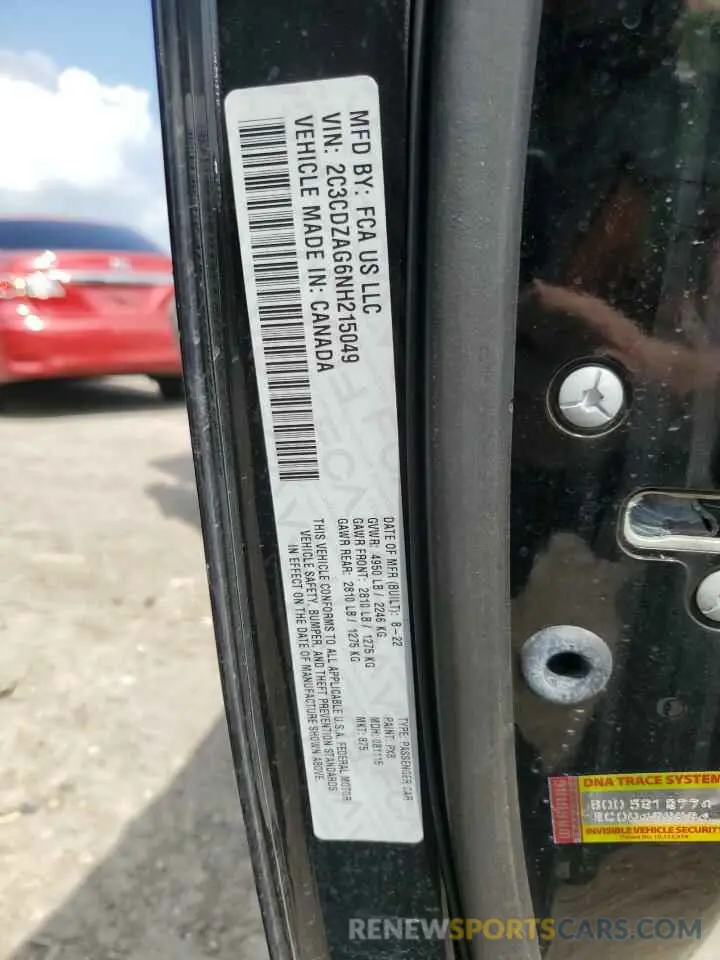 MFD BY: FCA US LLC
VIN: 2C3CDZAG6NH215049
VEHICLE MADE IN: CANADA
DATE OF MFR (BUILT): 8-22
GVWR: 4950 LB / 2246 KG
GAWR FRONT: 2810 LB / 1275 KG
GAWR REAR: 2810 LB / 1275 KG
TYPE: PASSENGER CAR
PAINT: PX8
MDH:
MKT: 875
THIS VEHICLE CONFORMS TO ALL APPLICABLE U.S.A. FEDERAL MOTOR
VEHICLE SAFETY, BUMPER, AND THEFT PREVENTION STANDARDS
IN EFFECT ON THE DATE OF MANUFACTURE SHOWN ABOVE.
DNA TRACE SYSTEM
INVISIBLE VEHICLE SECURITY
RENEWSPORTSCARS.COM